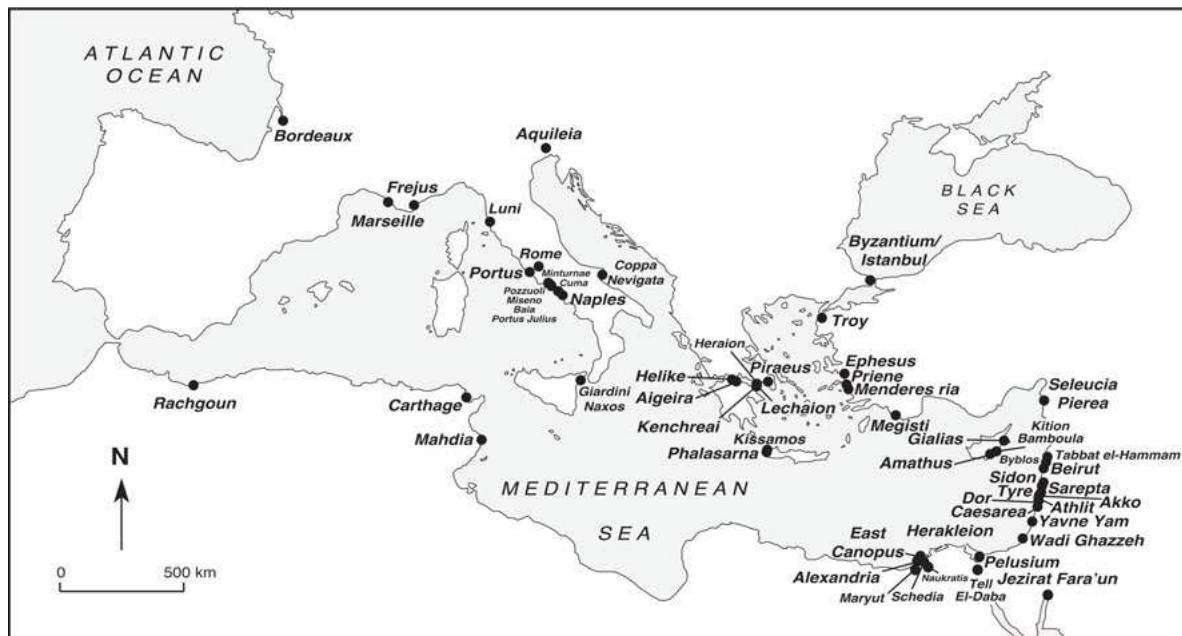 ATLANTIC
OCEAN
Bordeaux
Aquileia
BLACK
SEA
Frejus
Marseille
Luni
Byzantium/
Istanbul
Rome
Portus
Minturnae
Cuma
Coppa
Nevigata
Pozzuoli
Miseno
Baia
Portus Julius
Naples
Troy
Heraion
Piraeus
Ephesus
Priene
Menderes ria
Helike
Aigeira
Kenchreai
Lechaion
Giardini
Naxos
Rachgoun
Carthage
Mahdia
Seleucia
Pierea
Megisti
Gialias
Kition
Bamboula
Kissamos
Phalasarna
Amathus
Byblos
Tabbat el-Hammam
Beirut
Sidon
Sarepta
Tyre
Akko
Dor
Athlit
Caesarea
Yavne Yam
Wadi Ghazzeh
MEDITERRANEAN
SEA
N
0
500 km
East
Canopus
Herakleion
Alexandria
Maryut
Schedia
Naukratis
Pelusium
Tell
El-Daba
Jezirat Fara'un